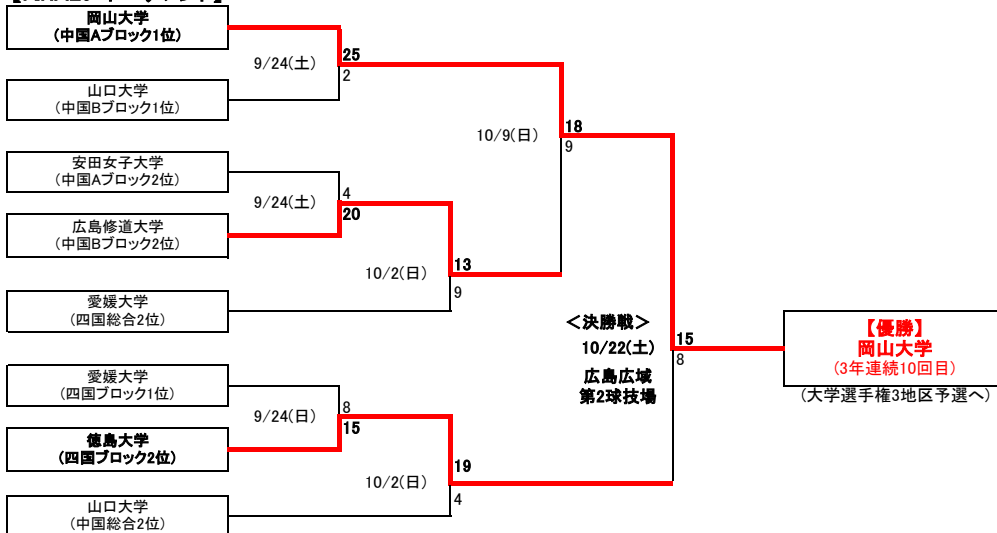 岡山大学
(中国Aブロック1位)
9/24(土)
25
2
山口大学
(中国Bブロック1位)
10/9(日)
18
9
安田女子大学
(中国Aブロック2位)
9/24(土)
4
20
広島修道大学
(中国Bブロック2位)
10/2(日)
13
9
愛媛大学
(四国総合2位)
<決勝戦>
10/22(土)
広島広域
第2球技場
15
8
【優勝】
岡山大学
(3年連続10回目)
(大学選手権3地区予選へ)
愛媛大学
(四国ブロック1位)
9/24(日)
8
15
徳島大学
(四国ブロック2位)
10/2(日)
19
4
山口大学
(中国総合2位)